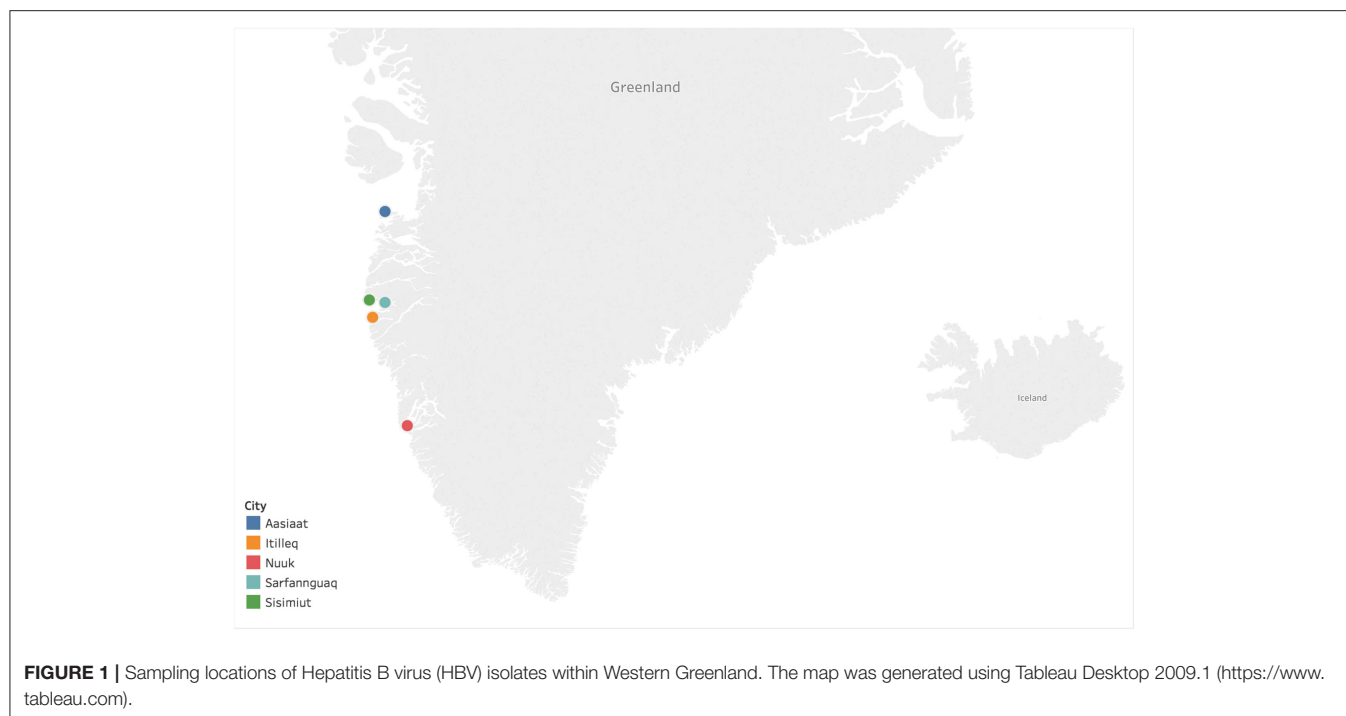 Greenland
Iceland
City
Aasiaat
Itilleq
Nuuk
Sarfannguaq
Sisimiut
FIGURE 1 | Sampling locations of Hepatitis B virus (HBV) isolates within Western Greenland. The map was generated using Tableau Desktop 2009.1 (https://www.
tableau.com).